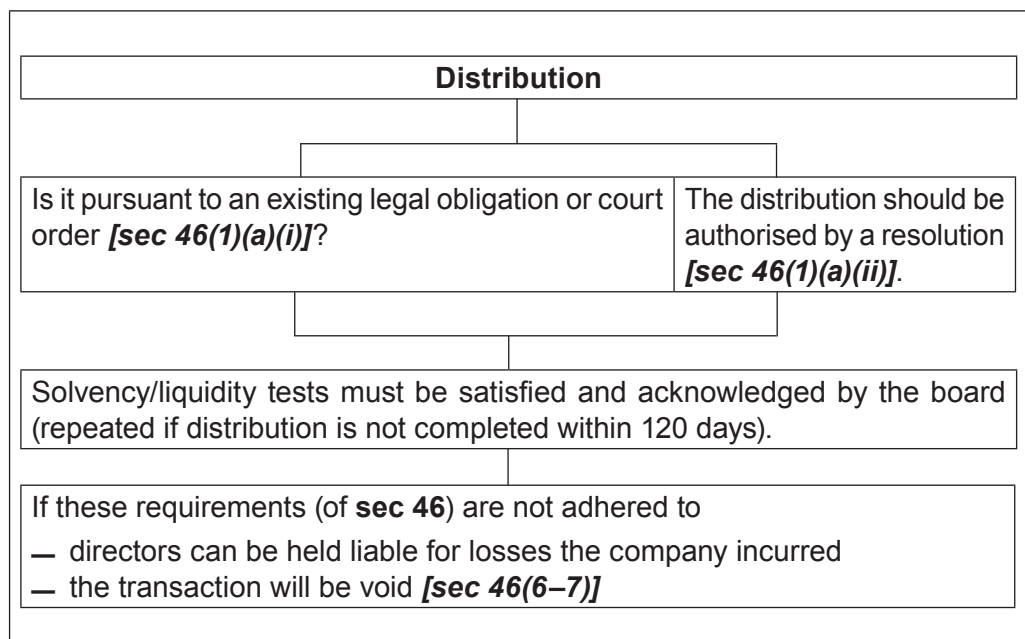 Distribution
Is it pursuant to an existing legal obligation or court
order [sec 46(1)(a)(i)]?
The distribution should be
authorised by a resolution
[sec 46(1)(a)(ii)].
Solvency/liquidity tests must be satisfied and acknowledged by the board
(repeated if distribution is not completed within 120 days).
If these requirements (of sec 46) are not adhered to
— directors can be held liable for losses the company incurred
— the transaction will be void [sec 46(6–7)]